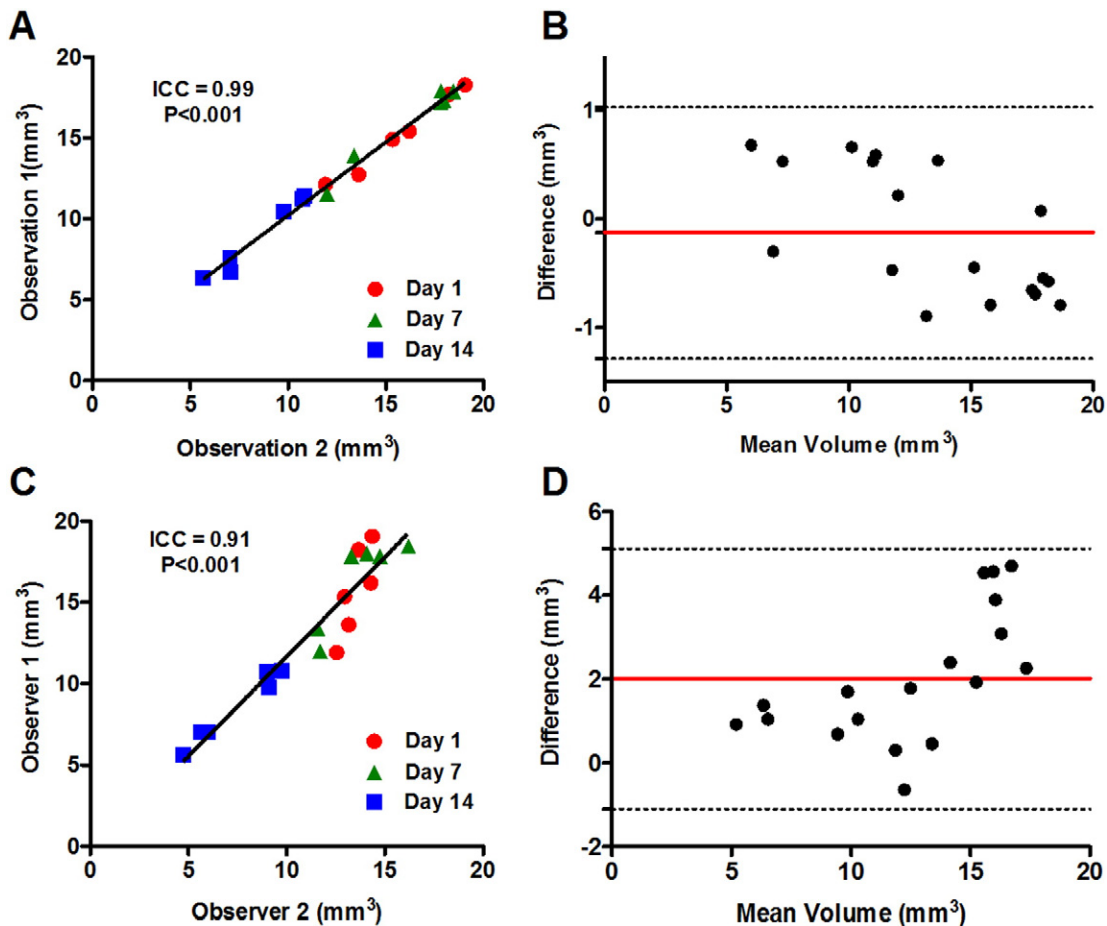 A
ICC = 0.99
P<0.001
Day 1
Day 7
Day 14
20
15
10
5
0
0 5 10 15 20
Observation 1(mm³)
Observation 2 (mm³)
B
1
0
-1
0 5 10 15 20
Difference (mm³)
Mean Volume (mm³)
C
ICC = 0.91
P<0.001
Day 1
Day 7
Day 14
20
15
10
5
0
0 5 10 15 20
Observer 1 (mm³)
Observer 2 (mm³)
D
6
4
2
0
-2
0 5 10 15 20
Difference (mm³)
Mean Volume (mm³)